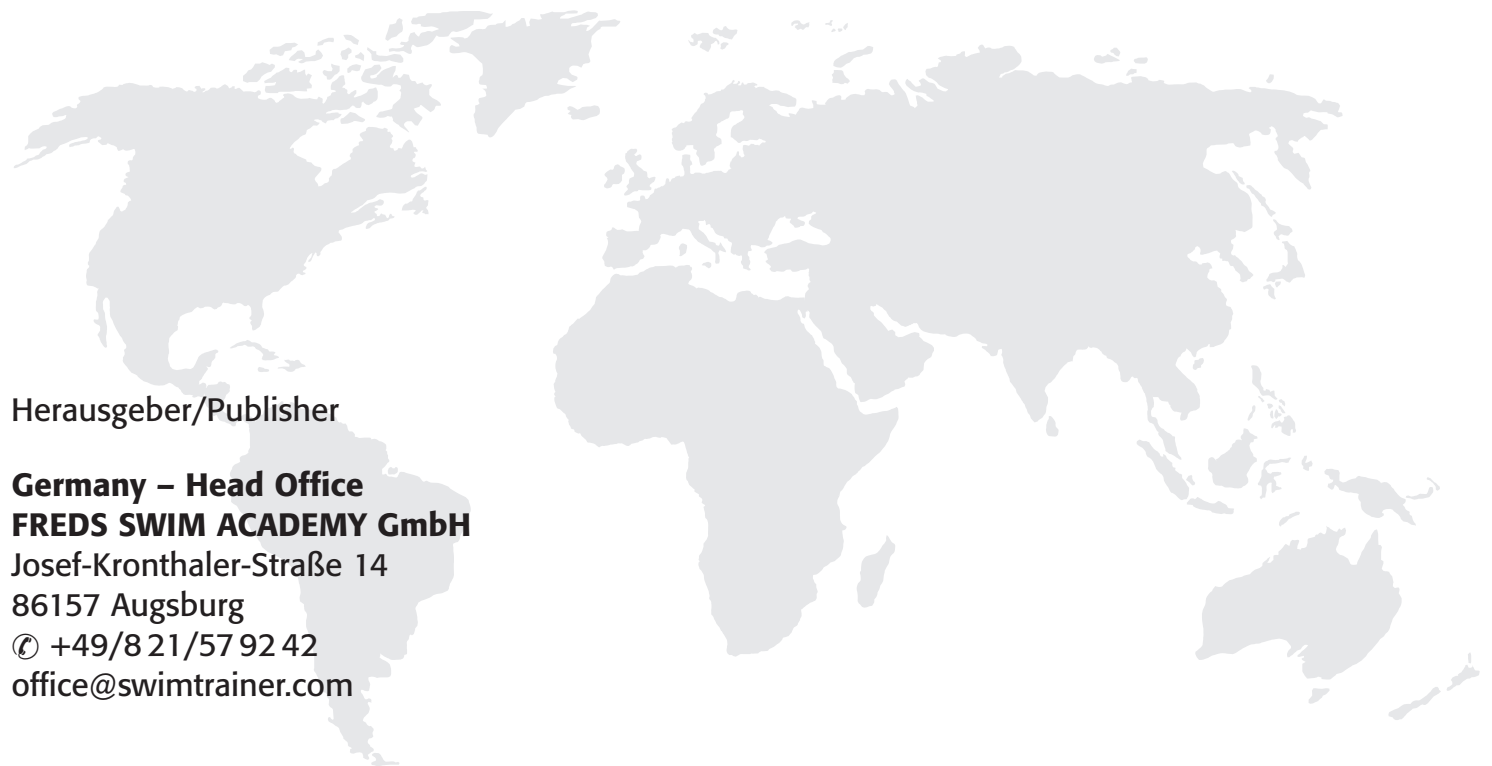 Herausgeber/Publisher
Germany – Head Office
FREDS SWIM ACADEMY GmbH
Josef-Kronthaler-Straße 14
86157 Augsburg
✆ +49/8 21/57 92 42
office@swimtrainer.com